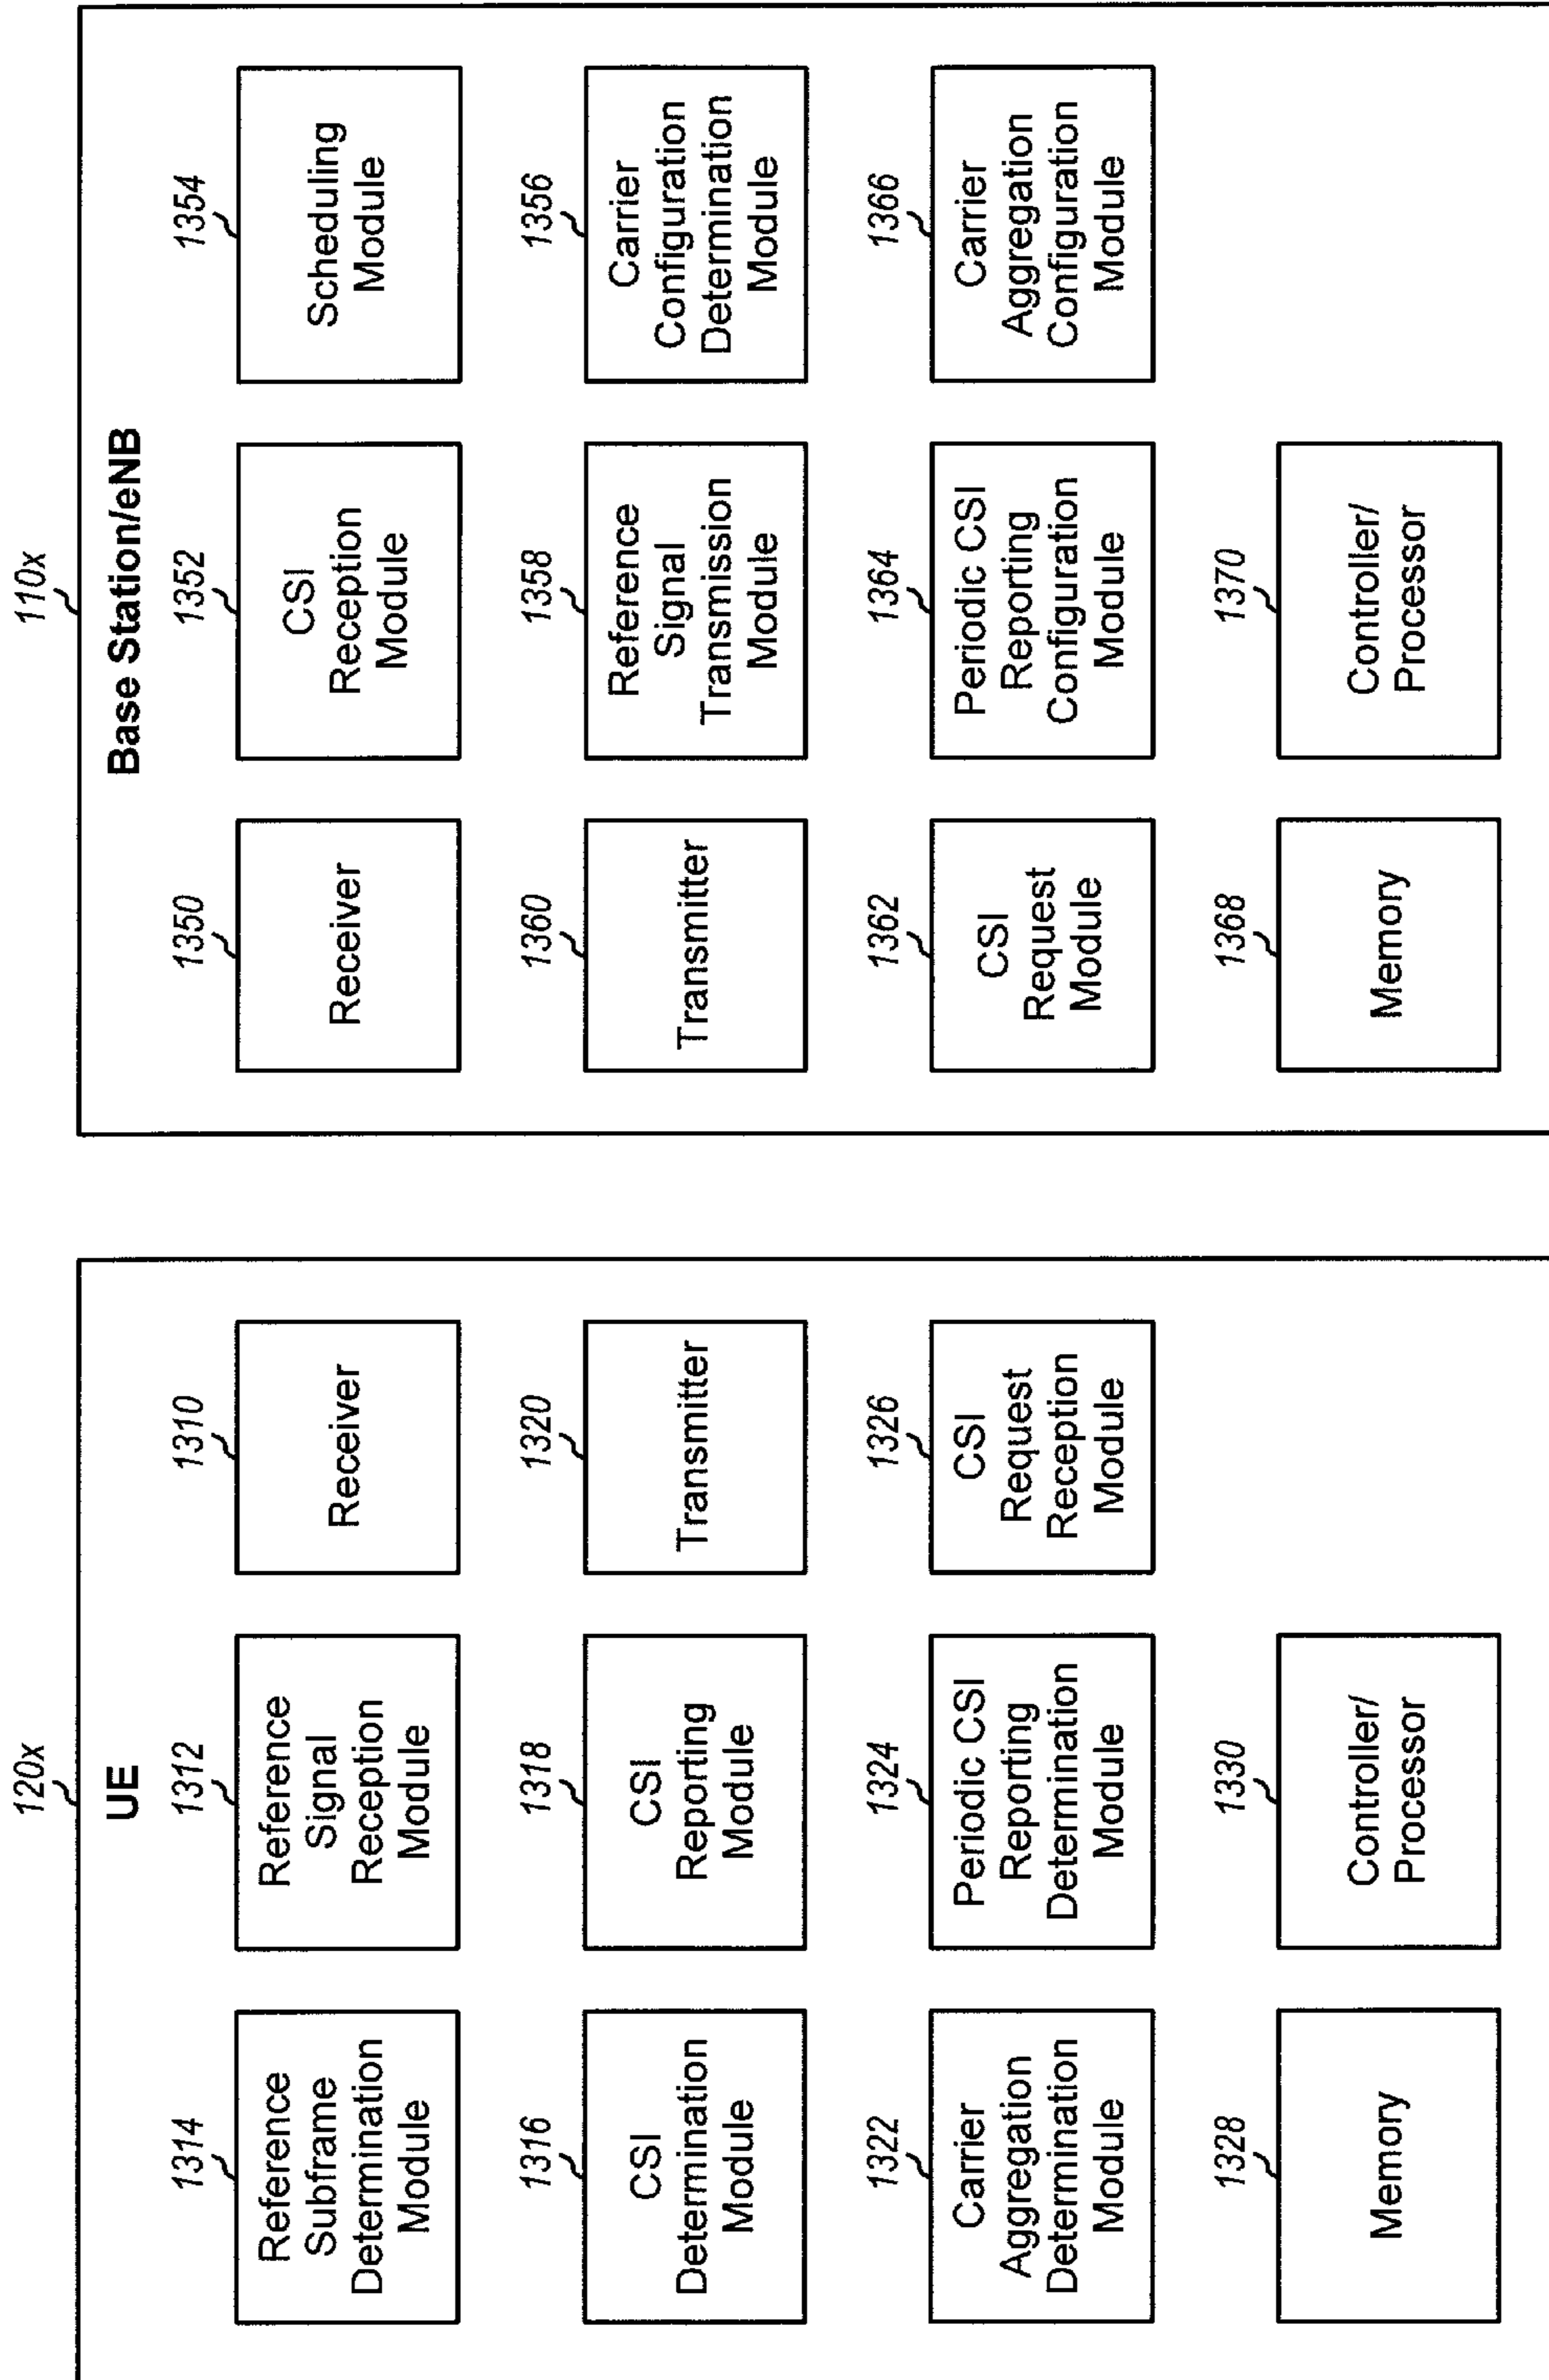 120x
UE
1314
Reference
Subframe
Determination
Module
1312
Reference
Signal
Reception
Module
1310
Receiver
1316
CSI
Determination
Module
1318
CSI
Reporting
Module
1320
Transmitter
1322
Carrier
Aggregation
Determination
Module
1324
Periodic CSI
Reporting
Determination
Module
1326
CSI
Request
Reception
Module
1328
Memory
1330
Controller/
Processor
110x
Base Station/eNB
1350
Receiver
1352
CSI
Reception
Module
1354
Scheduling
Module
1360
Transmitter
1358
Reference
Signal
Transmission
Module
1356
Carrier
Configuration
Determination
Module
1362
CSI
Request
Module
1364
Periodic CSI
Reporting
Configuration
Module
1366
Carrier
Aggregation
Configuration
Module
1368
Memory
1370
Controller/
Processor